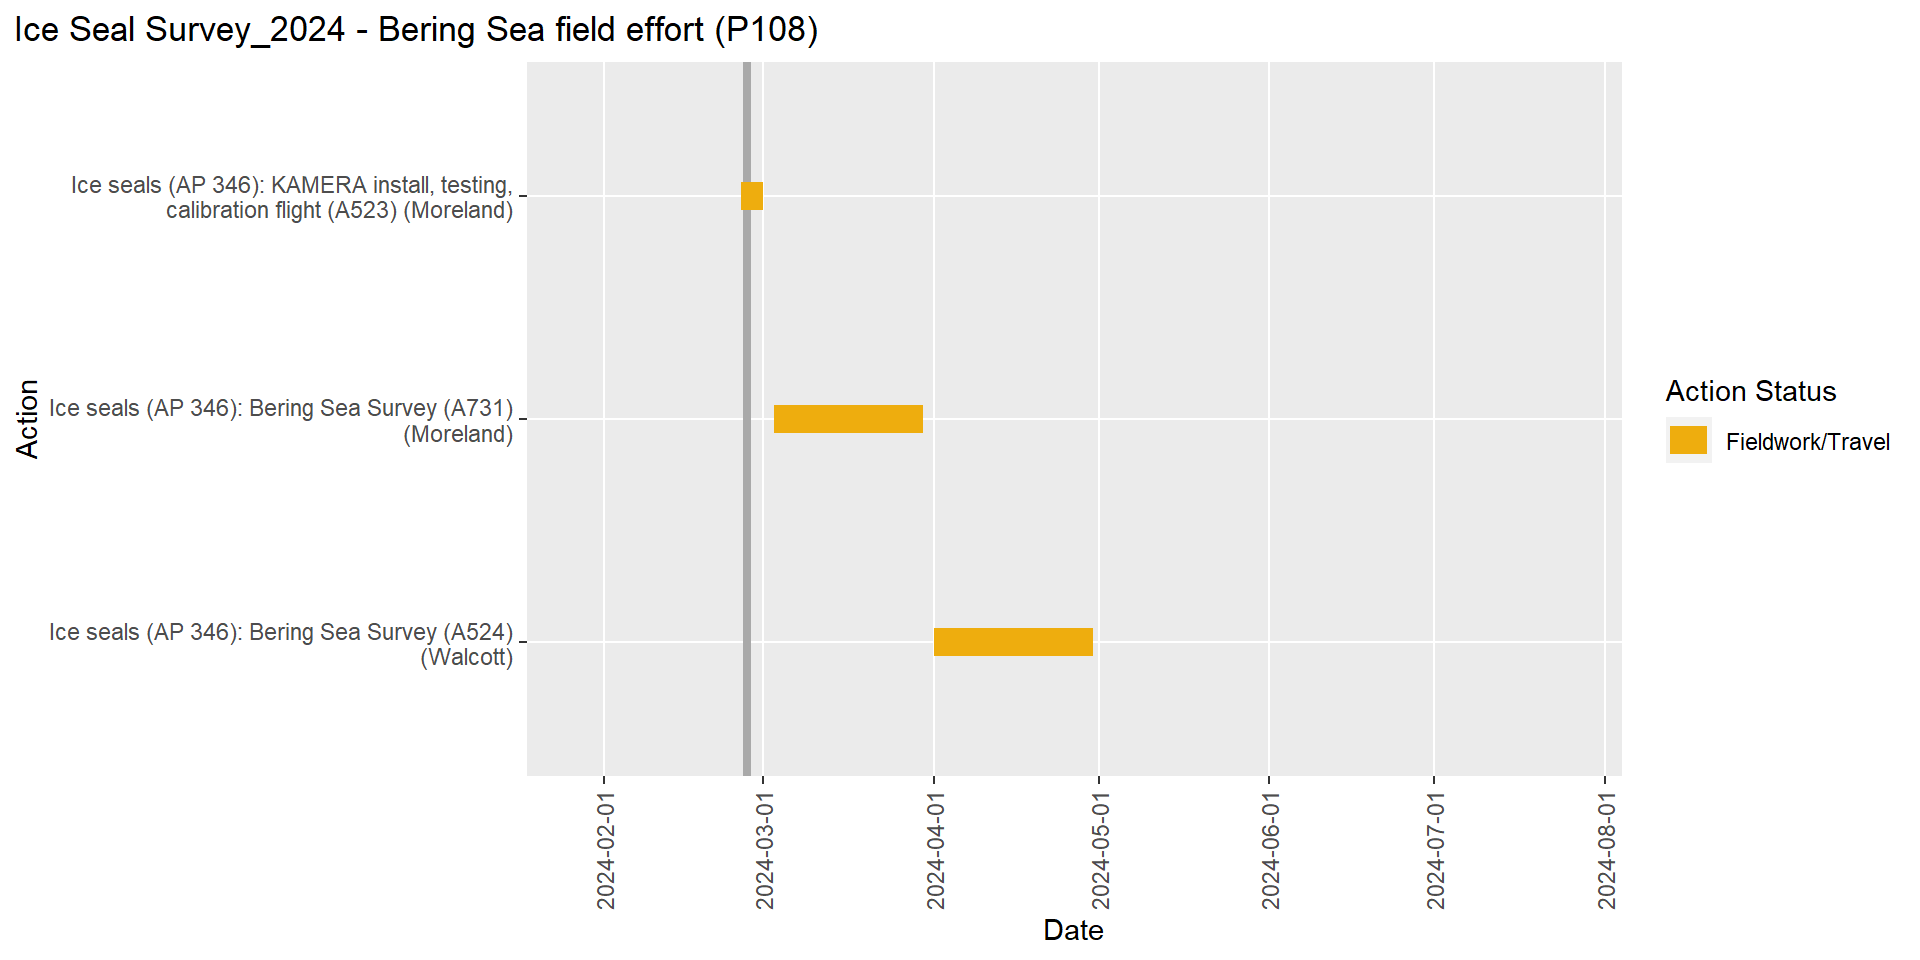 Ice Seal Survey_2024 - Bering Sea field effort (P108)
Action
Ice seals (AP 346): KAMERA install, testing,
calibration flight (A523) (Moreland)
Ice seals (AP 346): Bering Sea Survey (A731)
(Moreland)
Ice seals (AP 346): Bering Sea Survey (A524)
(Walcott)
2024-02-01
2024-03-01
2024-04-01
2024-05-01
2024-06-01
2024-07-01
2024-08-01
Date
Action Status
Fieldwork/Travel